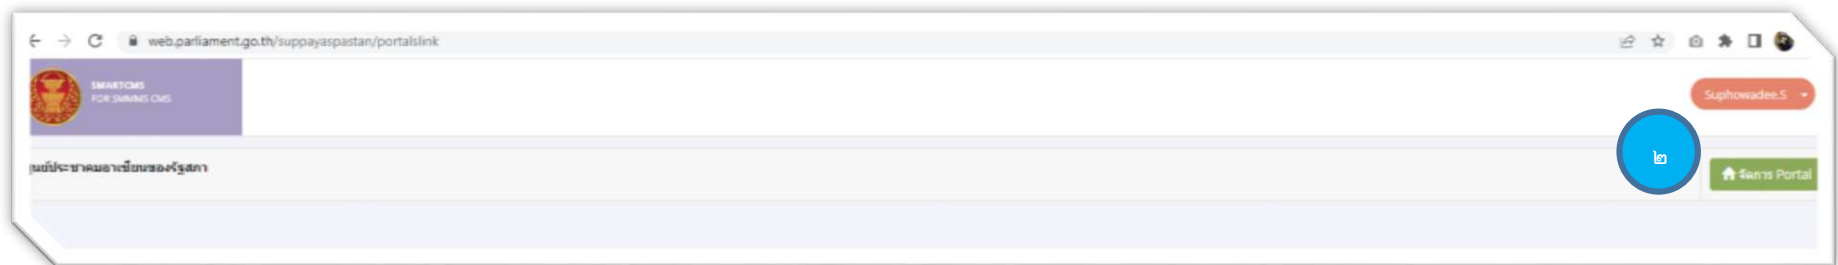 web.parliament.go.th/suppayaspastan/portalslink
SMARTCMS
FOR SMMMS CMS
Suphowadee.S
๒
ศูนย์ประชาคมอาเซียนของรัฐสภา
จัดการ Portal